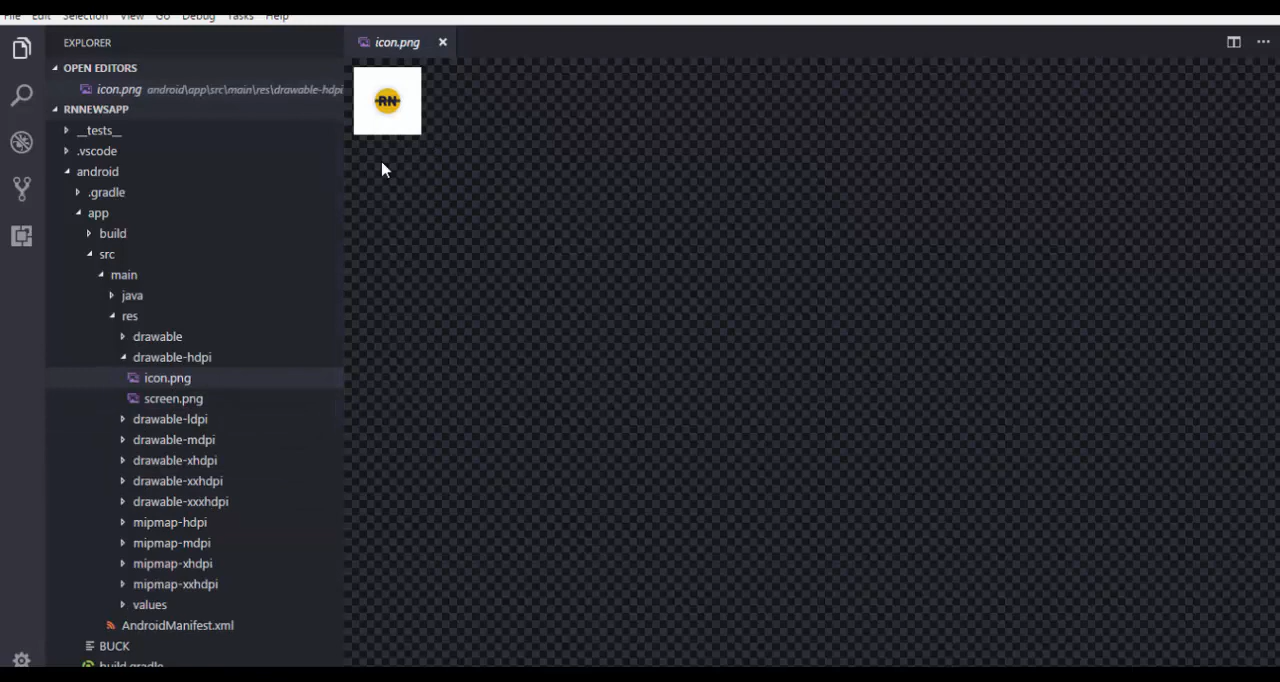 File Edit Selection View Go Debug Tasks Help
EXPLORER
OPEN EDITORS
icon.png android\app\src\main\res\drawable-hdpi
RNNEWSAPP
__tests__
.vscode
android
.gradle
app
build
src
main
java
res
drawable
drawable-hdpi
icon.png
screen.png
drawable-ldpi
drawable-mdpi
drawable-xhdpi
drawable-xxhdpi
drawable-xxxhdpi
mipmap-hdpi
mipmap-mdpi
mipmap-xhdpi
mipmap-xxhdpi
values
AndroidManifest.xml
BUCK
build.gradle
icon.png
RN